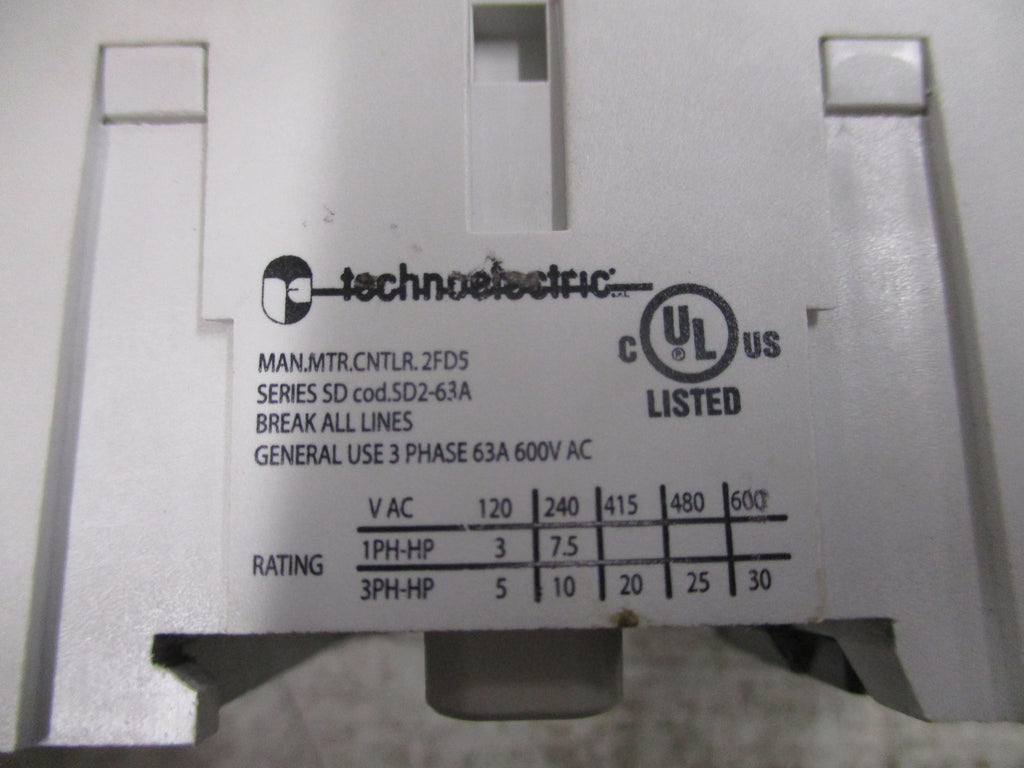 technoelectric s.r.l.
C UL ® US
LISTED
MAN.MTR.CNTLR. 2FD5
SERIES SD cod.SD2-63A
BREAK ALL LINES
GENERAL USE 3 PHASE 63A 600V AC
V AC 120 240 415 480 600
RATING
1PH-HP 3 7.5
3PH-HP 5 10 20 25 30